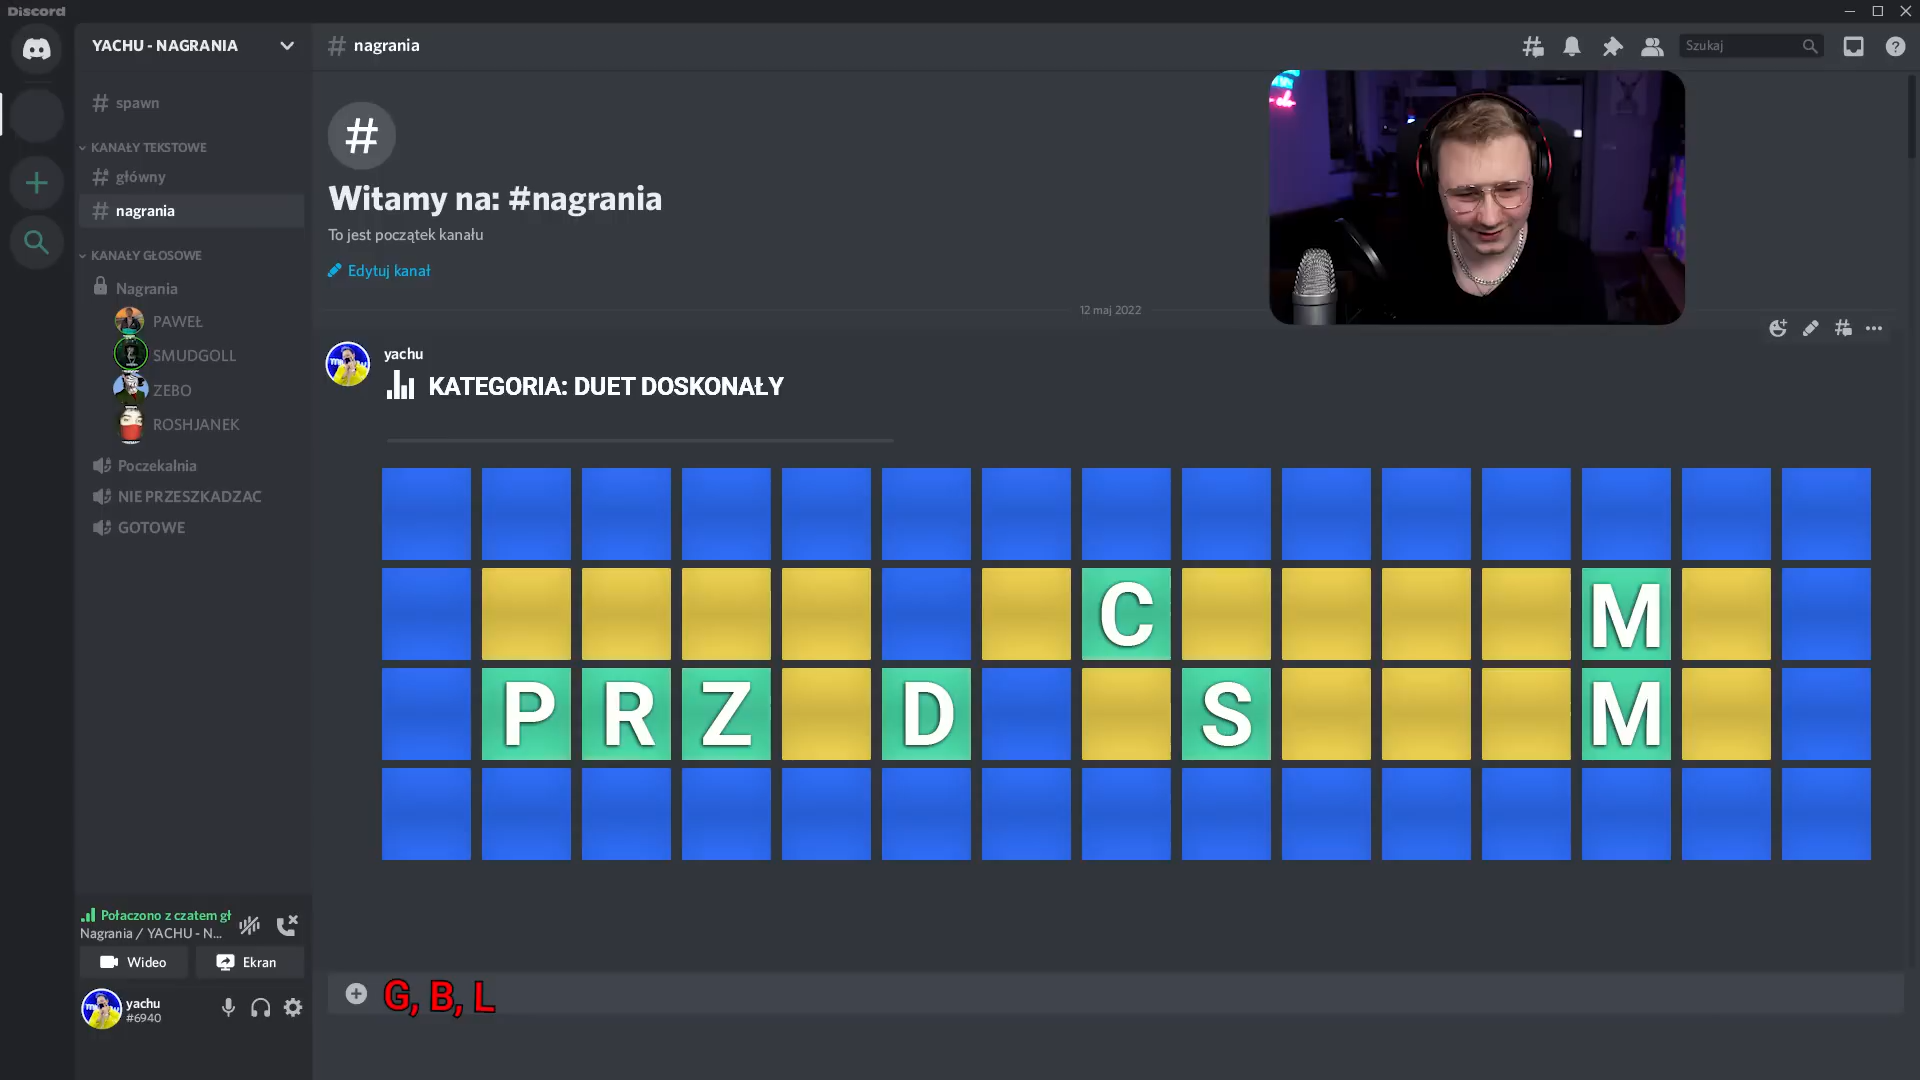 Discord
YACHU - NAGRANIA
nagrania
Szukaj
spawn
KANAŁY TEKSTOWE
główny
nagrania
KANAŁY GŁOSOWE
Nagrania
PAWEŁ
SMUDGOLL
ZEBO
ROSHJANEK
Poczekalnia
NIE PRZESZKADZAC
GOTOWE
Witamy na: #nagrania
To jest początek kanału
Edytuj kanał
12 maj 2022
yachu
KATEGORIA: DUET DOSKONAŁY
C M
P R Z D S M
Połaczono z czatem gł
Nagrania / YACHU - N...
Wideo
Ekran
yachu
#6940
G, B, L